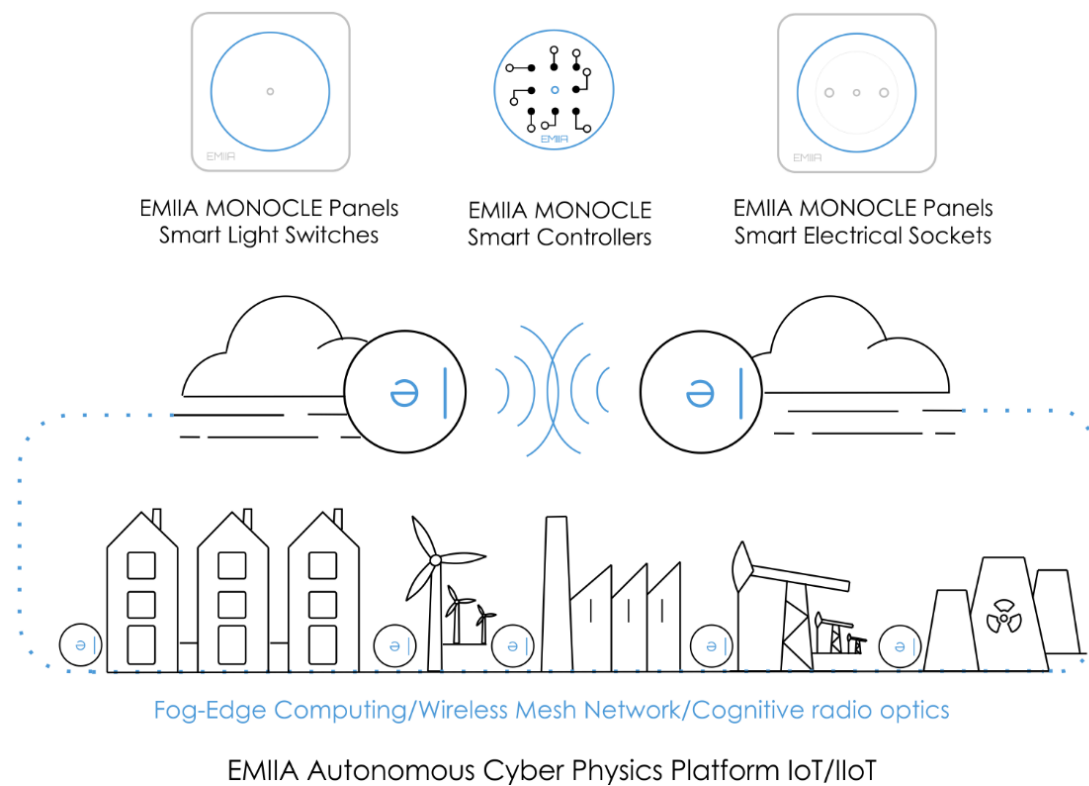 EMIIA
EMIIA
EMIIA
EMIIA MONOCLE Panels
Smart Light Switches
EMIIA MONOCLE
Smart Controllers
EMIIA MONOCLE Panels
Smart Electrical Sockets
Fog-Edge Computing/Wireless Mesh Network/Cognitive radio optics
EMIIA Autonomous Cyber Physics Platform IoT/IIoT